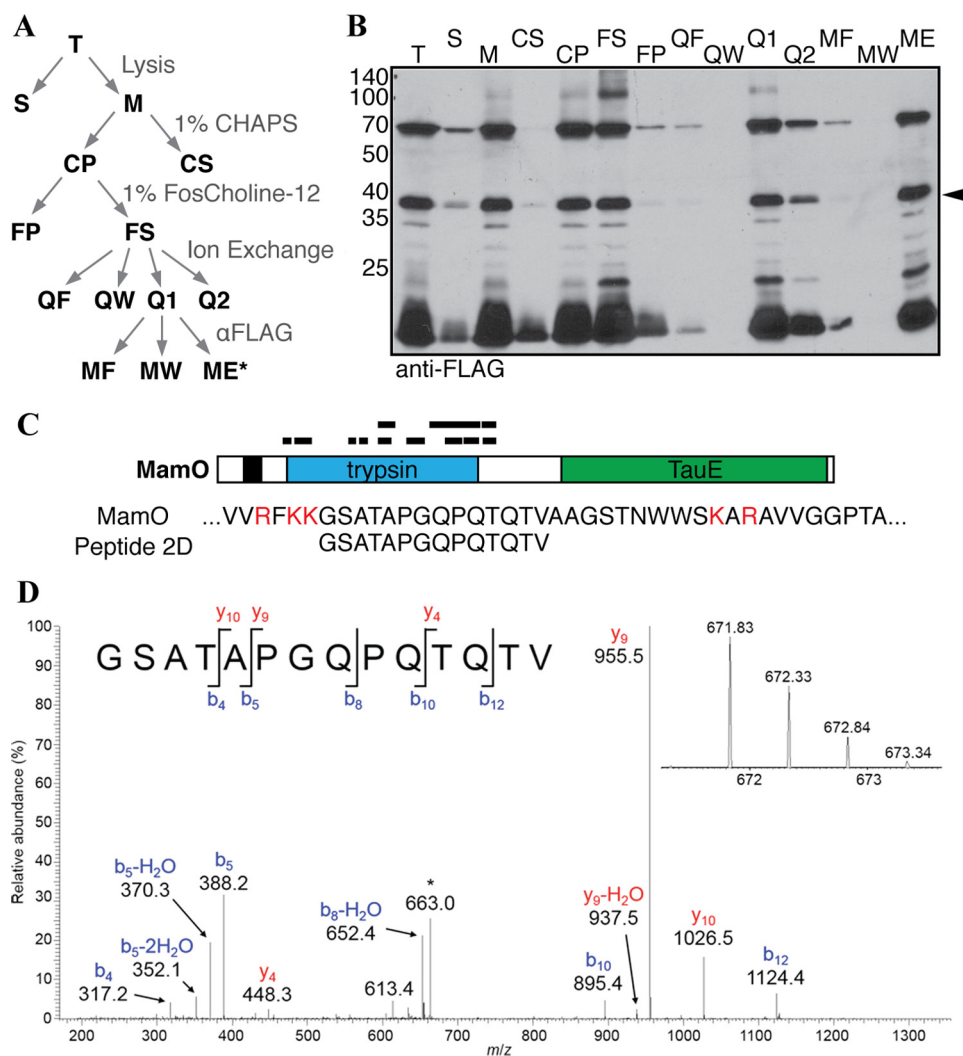 A
T
Lysis
S
M
1% CHAPS
CP
CS
1% FosCholine-12
FP
FS
Ion Exchange
QF QW Q1 Q2
αFLAG
MF MW ME*
B
T S M CS CP FS FP QF QW Q1 Q2 MF MW ME
140
100
70
50
40
35
25
anti-FLAG
C
MamO
trypsin
TauE
MamO ...VVRFKKGSATAPGQPQTQTVAAGSTNWWSKARAVVGGPTA...
Peptide 2D GSATAPGQPQTQTV
D
y10 y9 y4
GSATAPGQPQTQTV
b4 b5 b8 b10 b12
Relative abundance (%)
100
90
80
70
60
50
40
30
20
10
0
b4
317.2
b5-2H2O
352.1
b5-H2O
370.3
b5
388.2
y4
448.3
613.4
b8-H2O
652.4
*
663.0
b10
895.4
y9-H2O
937.5
y9
955.5
y10
1026.5
b12
1124.4
671.83
672.33
672.84
673.34
672 673
200 300 400 500 600 700 800 900 1000 1100 1200 1300
m/z